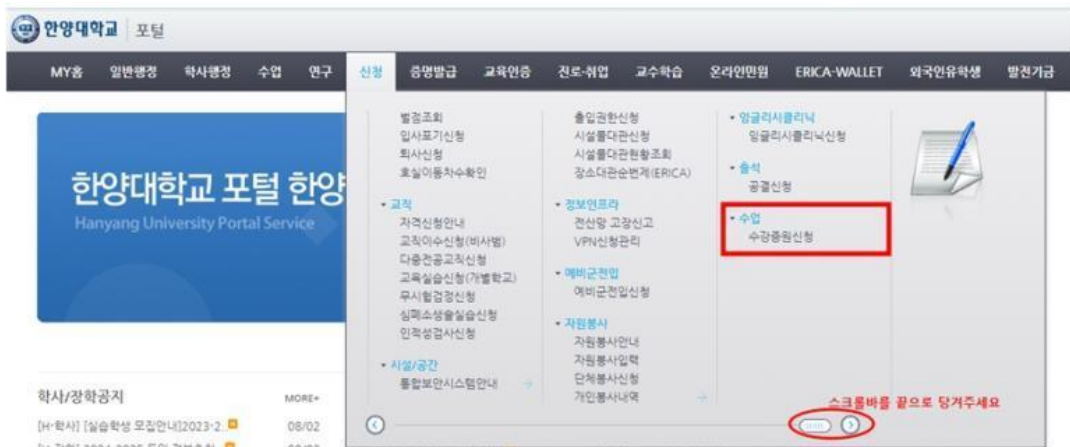 한양대학교 포털
MY홈 일반행정 학사행정 수업 연구 신청 증명발급 교육인증 진로·취업 교수학습 온라인민원 ERICA-WALLET 외국인유학생 발전기금
한양대학교 포털 한양
Hanyang University Portal Service
벌점조회
입사포기신청
퇴사신청
호실이동차수확인
교직
자격신청안내
교직이수신청(비사범)
다중전공교직신청
교육실습신청(개별학교)
무시험검정신청
심폐소생술실습신청
인적성검사신청
시설/공간
통합보안시스템안내
출입권한신청
시설물대관신청
시설물대관현황조회
장소대관순번제(ERICA)
정보인프라
전산망 고장신고
VPN신청관리
예비군전입
예비군전입신청
자원봉사
자원봉사안내
자원봉사입력
단체봉사신청
개인봉사내역
잉글리시클리닉
잉글리시클리닉신청
출석
공결신청
수업
수강증원신청
스크롤바를 끝으로 당겨주세요
학사/장학공지 MORE+
[H-학사] [실습학생 모집안내]2023-2.. 08/02